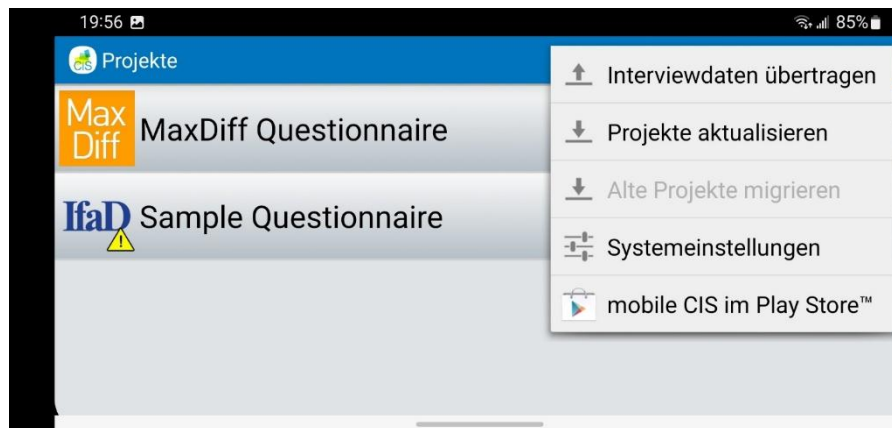 19:56
85%
CIS
Projekte
Max
Diff
MaxDiff Questionnaire
IfaD
Sample Questionnaire
Interviewdaten übertragen
Projekte aktualisieren
Alte Projekte migrieren
Systemeinstellungen
mobile CIS im Play Store™